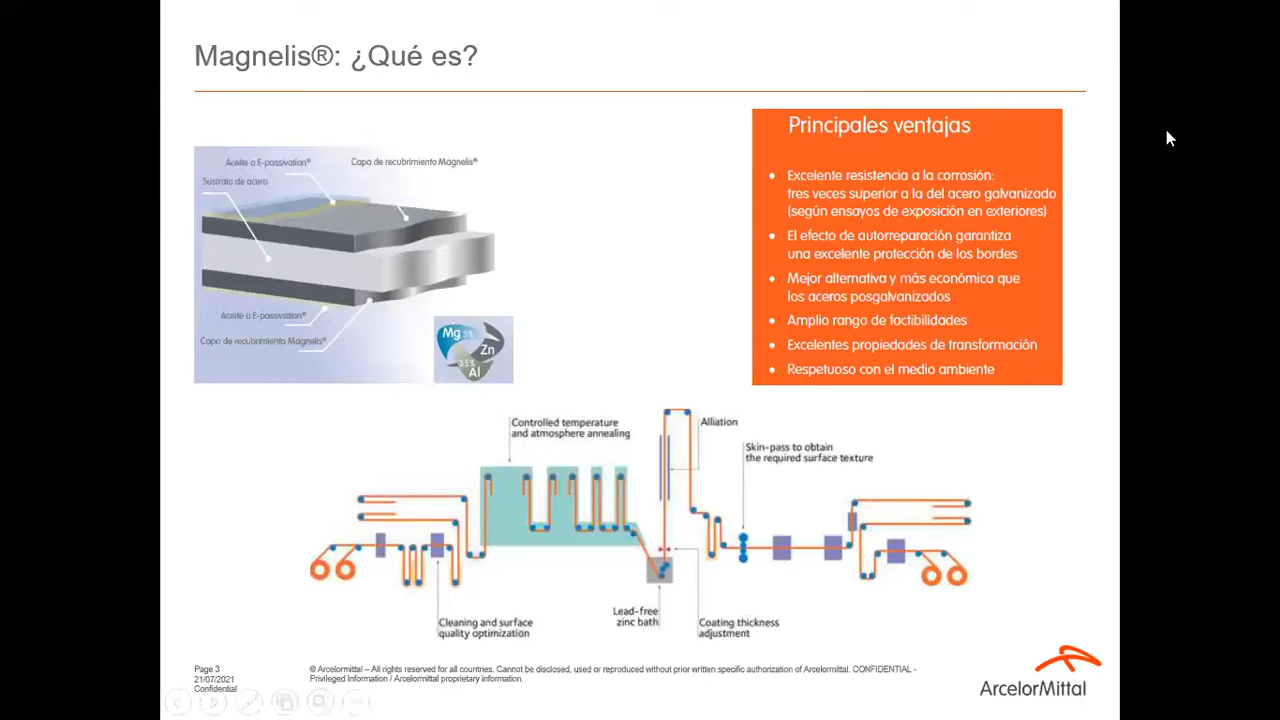 Magnelis®: ¿Qué es?
Aceite o E-passivation®
Capa de recubrimiento Magnelis®
Sustrato de acero
Aceite o E-passivation®
Capa de recubrimiento Magnelis®
Mg 3%
Zn
3.5%
Al
Principales ventajas
• Excelente resistencia a la corrosión:
tres veces superior a la del acero galvanizado
(según ensayos de exposición en exteriores)
• El efecto de autorreparación garantiza
una excelente protección de los bordes
• Mejor alternativa y más económica que
los aceros posgalvanizados
• Amplio rango de factibilidades
• Excelentes propiedades de transformación
• Respetuoso con el medio ambiente
Controlled temperature
and atmosphere annealing
Alliation
Skin-pass to obtain
the required surface texture
Cleaning and surface
quality optimization
Lead-free
zinc bath
Coating thickness
adjustment
Page 3
21/07/2021
Confidential
© Arcelormittal – All rights reserved for all countries. Cannot be disclosed, used or reproduced without prior written specific authorization of Arcelormittal. CONFIDENTIAL -
Privileged Information / Arcelormittal proprietary information.
ArcelorMittal